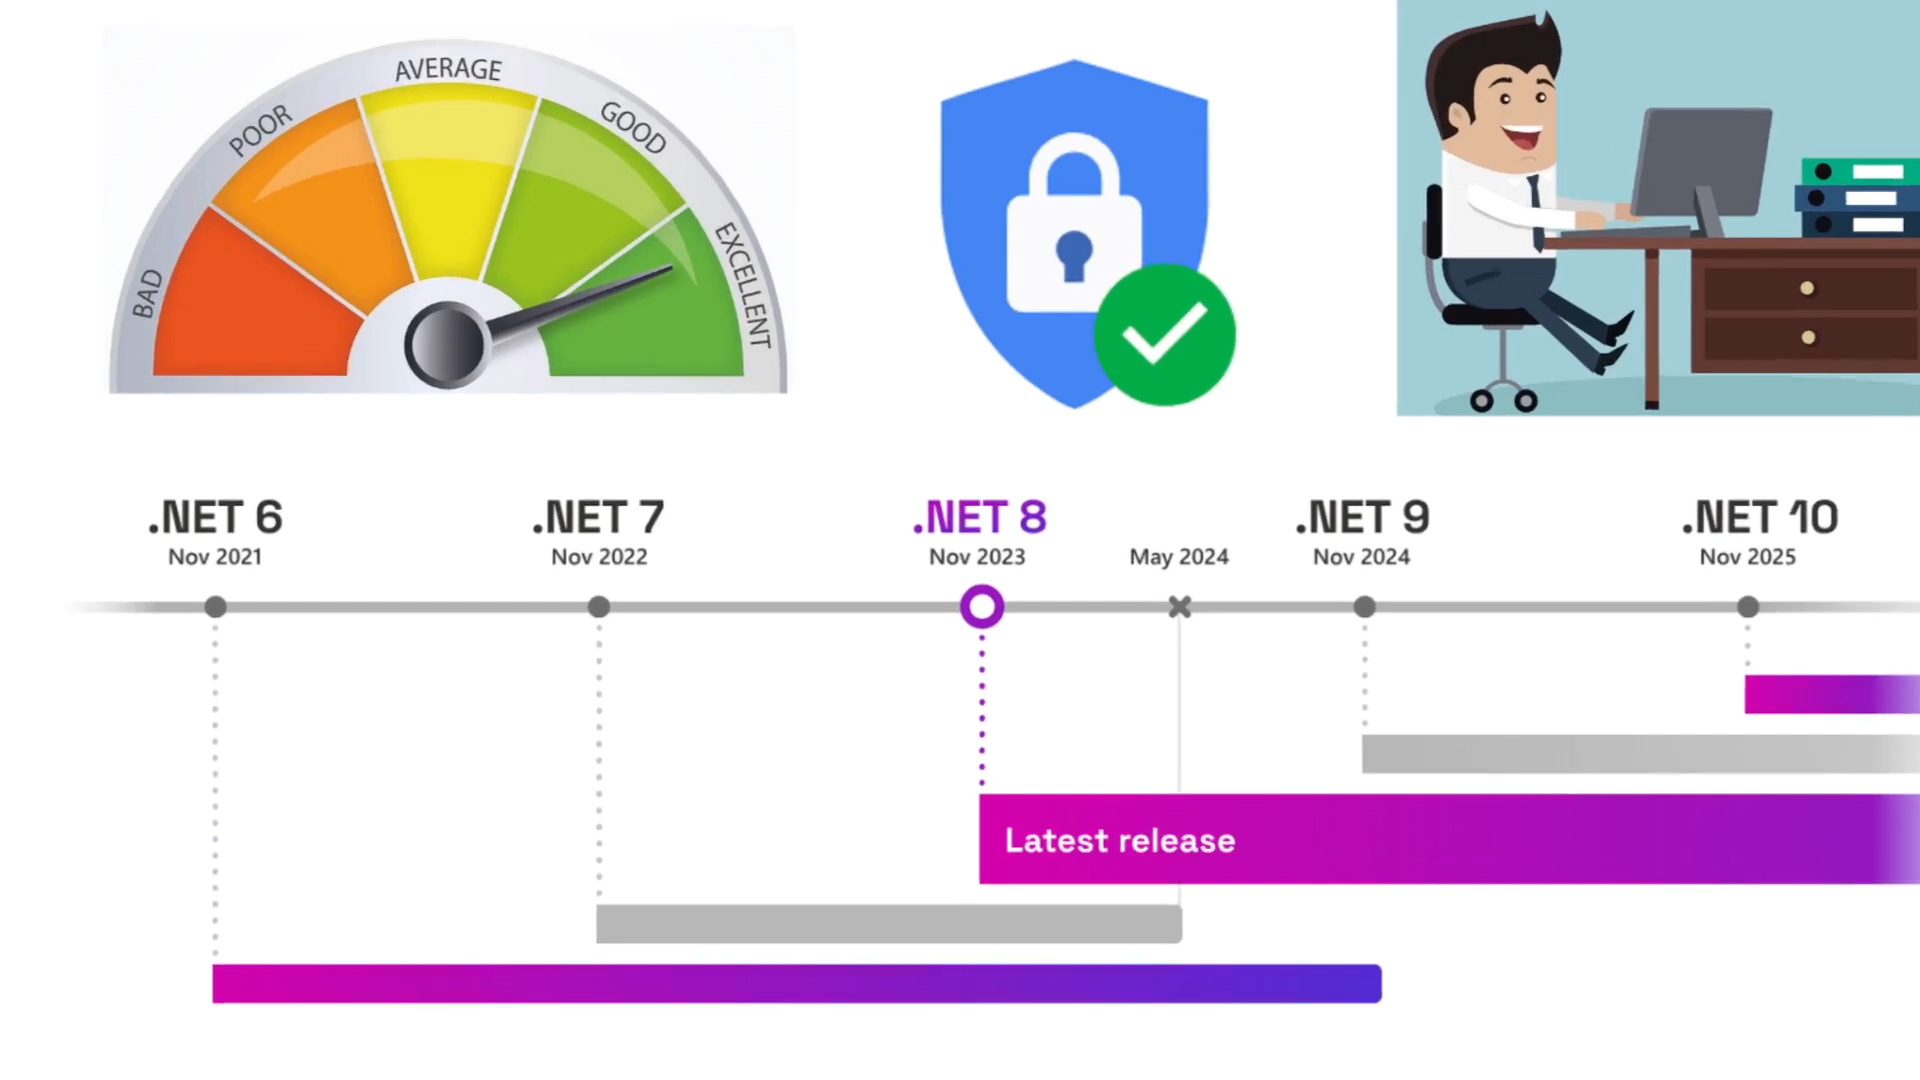 BAD
POOR
AVERAGE
GOOD
EXCELLENT
.NET 6
Nov 2021
.NET 7
Nov 2022
.NET 8
Nov 2023
May 2024
.NET 9
Nov 2024
.NET 10
Nov 2025
Latest release